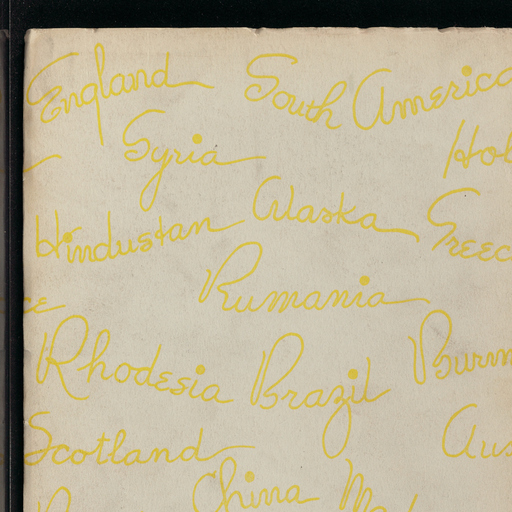 England South America
Syria Hol
Hindustan Alaska Greec
ce Rumania
Rhodesia Brazil Burm
Scotland Aus
China